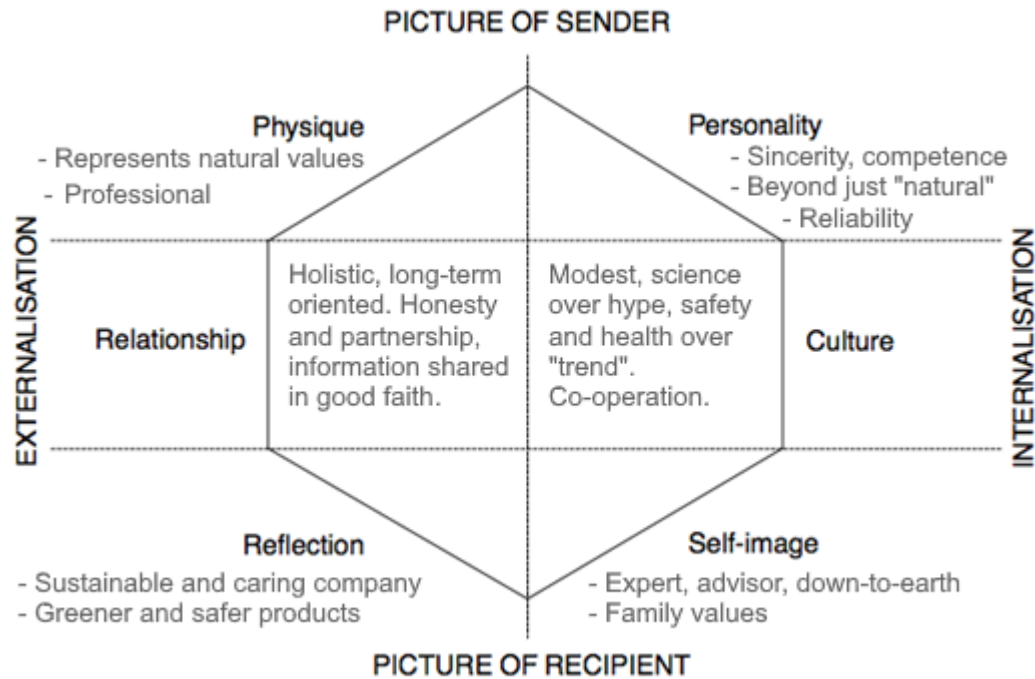 PICTURE OF SENDER
Physique
- Represents natural values
- Professional
Personality
- Sincerity, competence
- Beyond just "natural"
- Reliability
EXTERNALISATION
Relationship
Holistic, long-term
oriented. Honesty
and partnership,
information shared
in good faith.
Modest, science
over hype, safety
and health over
"trend".
Co-operation.
Culture
INTERNALISATION
Reflection
- Sustainable and caring company
- Greener and safer products
Self-image
- Expert, advisor, down-to-earth
- Family values
PICTURE OF RECIPIENT